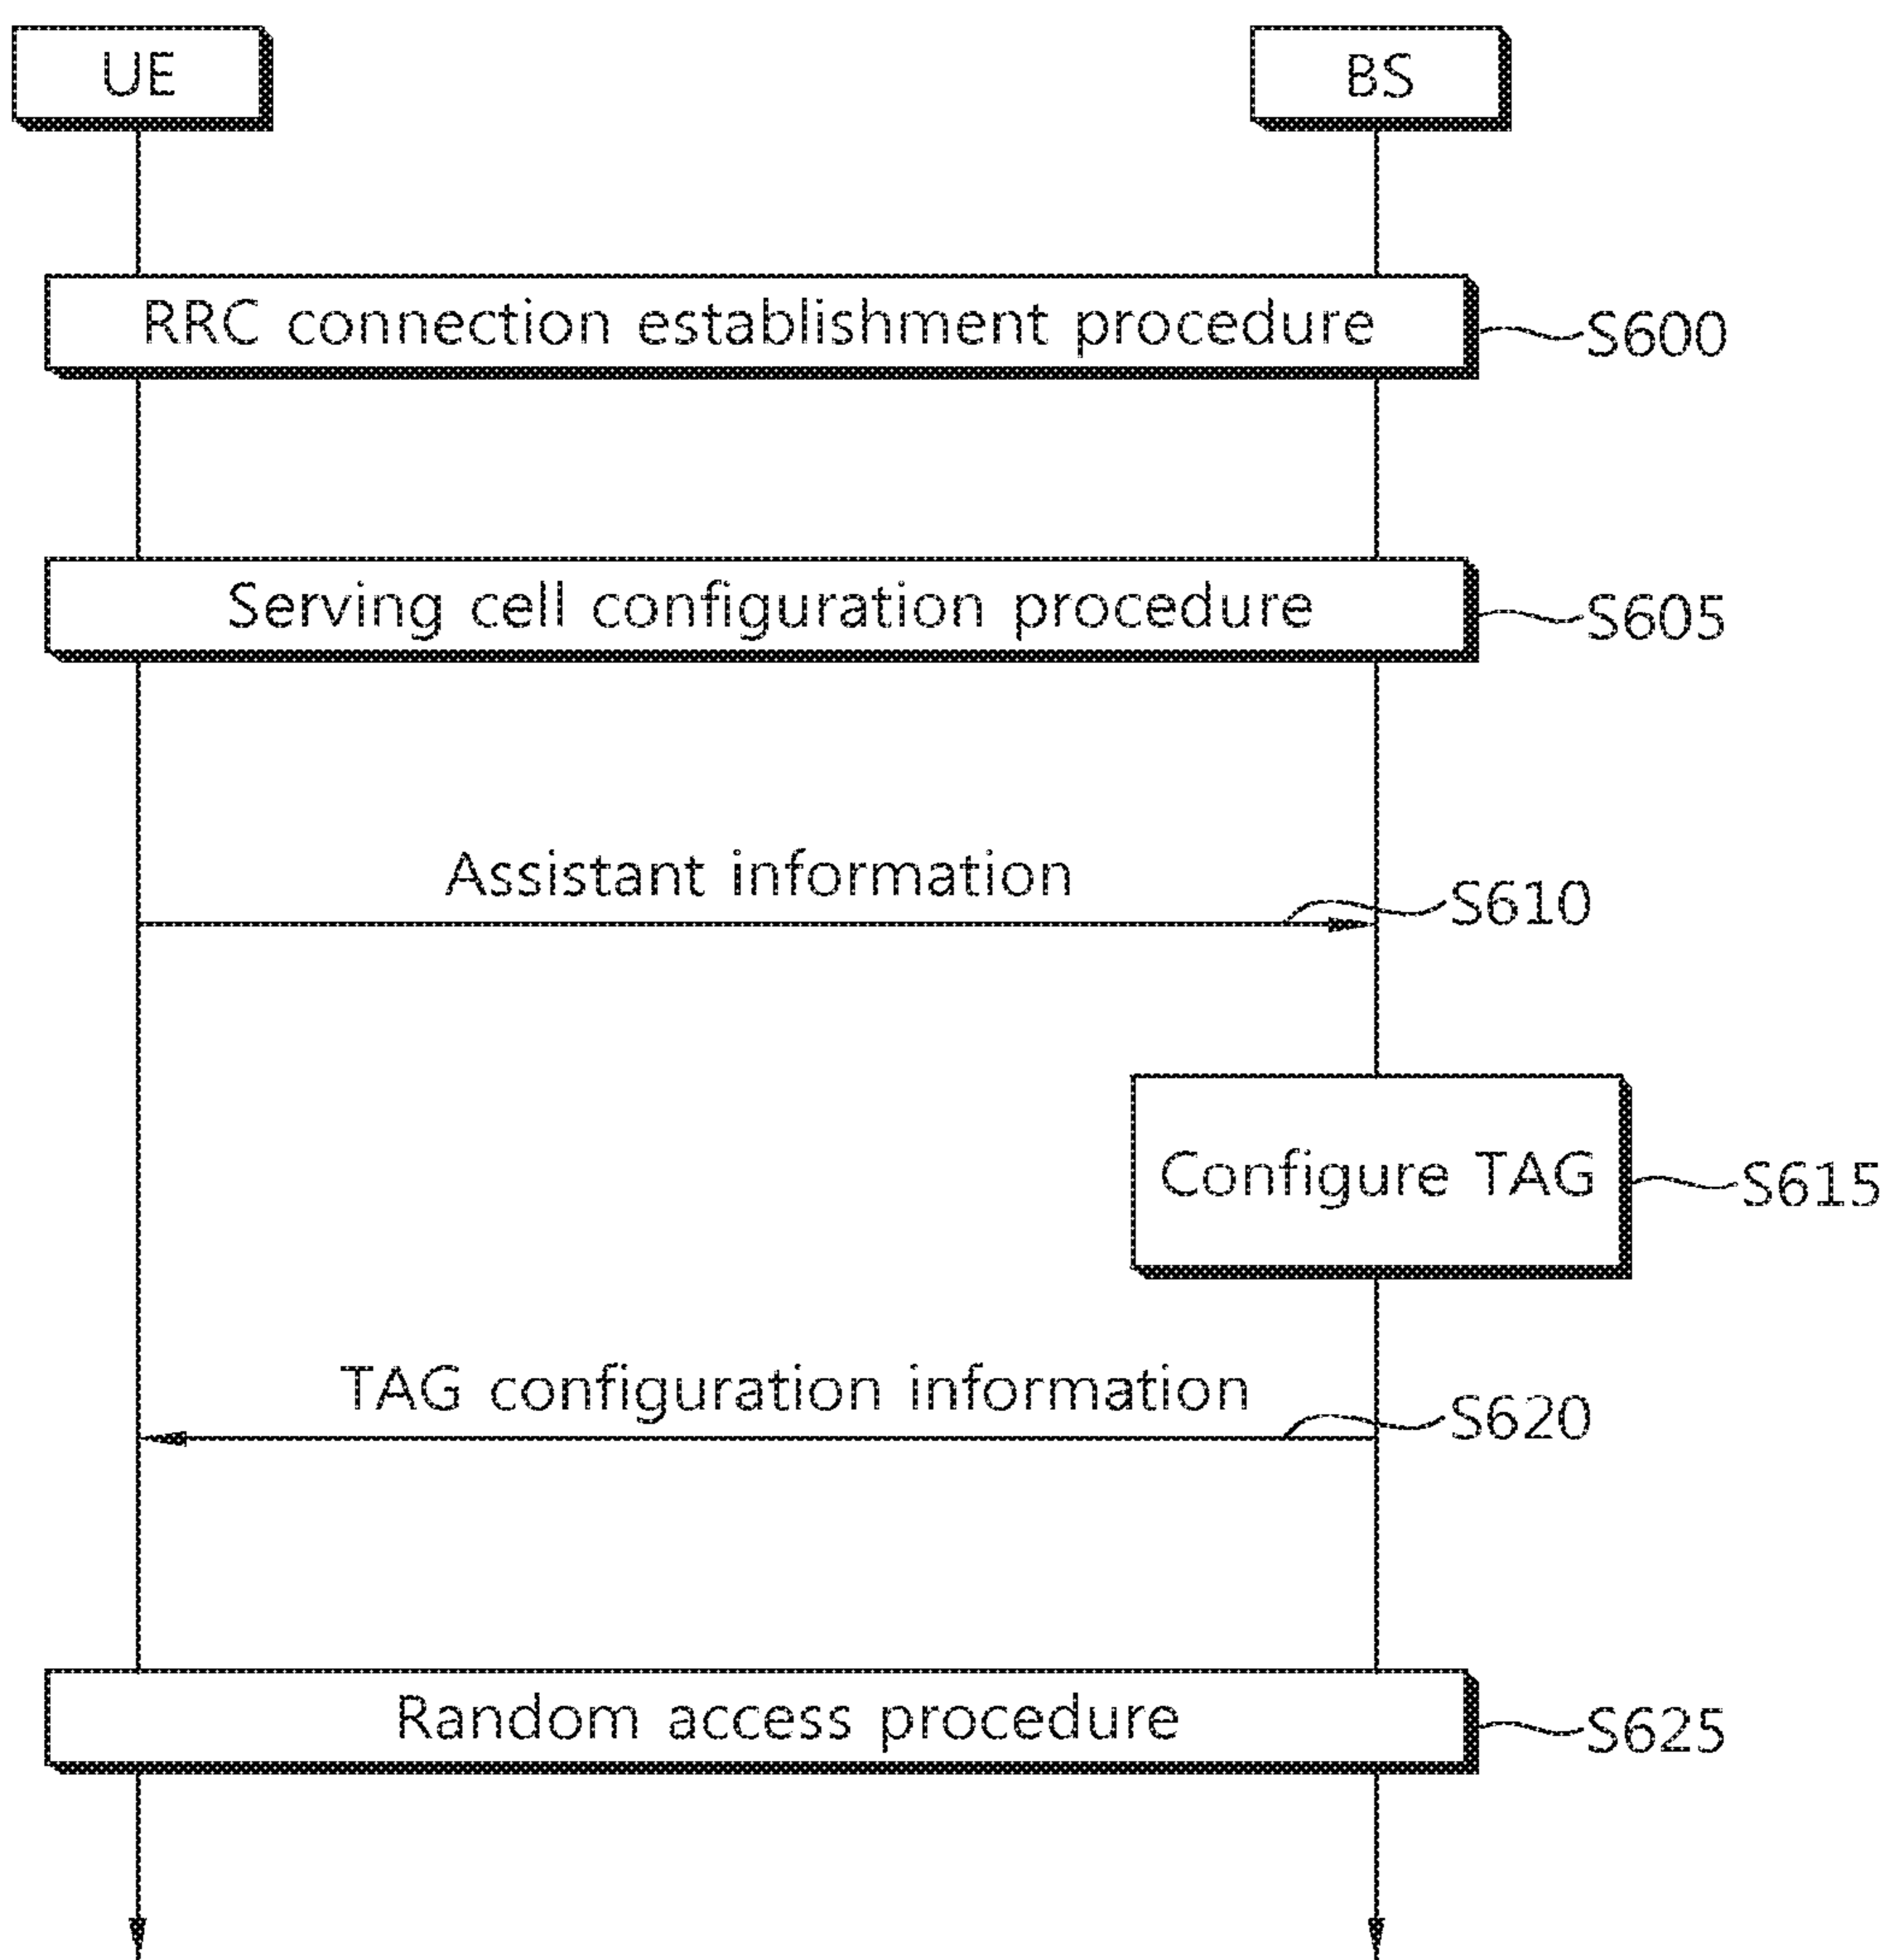 UE
BS
RRC connection establishment procedure
S600
Serving cell configuration procedure
S605
Assistant information
S610
Configure TAG
S615
TAG configuration information
S620
Random access procedure
S625